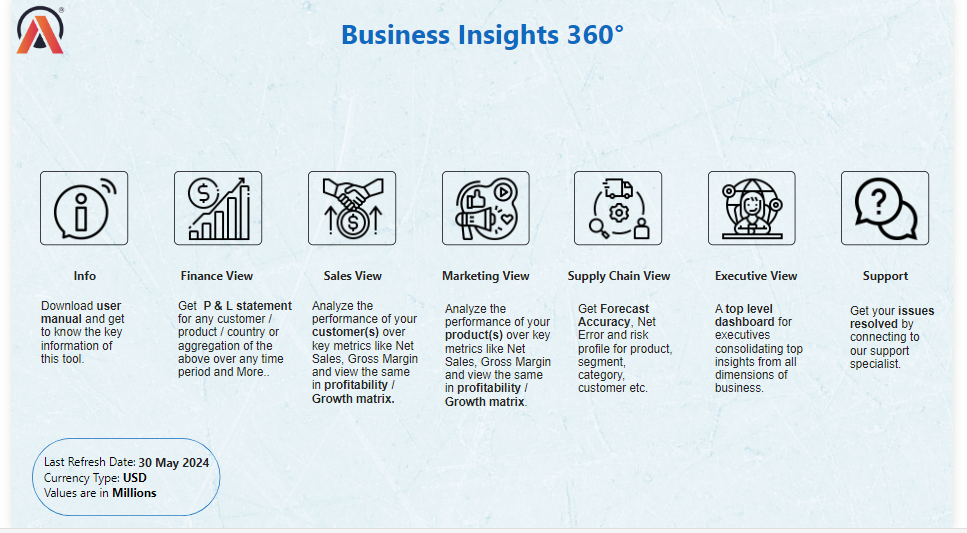 ®
Business Insights 360°
$
$
?
Info
Finance View
Sales View
Marketing View
Supply Chain View
Executive View
Support
Download user
manual and get
to know the key
information of
this tool.
Get P & L statement
for any customer /
product / country or
aggregation of the
above over any time
period and More..
Analyze the
performance of your
customer(s) over
key metrics like Net
Sales, Gross Margin
and view the same
in profitability /
Growth matrix.
Analyze the
performance of your
product(s) over key
metrics like Net
Sales, Gross Margin
and view the same
in profitability /
Growth matrix.
Get Forecast
Accuracy, Net
Error and risk
profile for product,
segment,
category,
customer etc.
A top level
dashboard for
executives
consolidating top
insights from all
dimensions of
business.
Get your issues
resolved by
connecting to
our support
specialist.
Last Refresh Date: 30 May 2024
Currency Type: USD
Values are in Millions